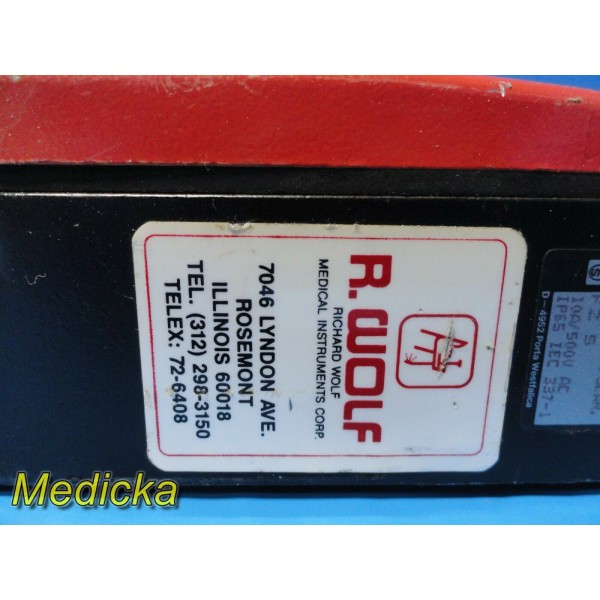 R.WOLF
RICHARD WOLF
MEDICAL INSTRUMENTS CORP.
7046 LYNDON AVE.
ROSEMONT
ILLINOIS 60018
TEL. (312) 298-3150
TELEX: 72-6408
10A/500V AC
IP65 IEC 337-1
D-4952 Porta Westfalica
Medicka